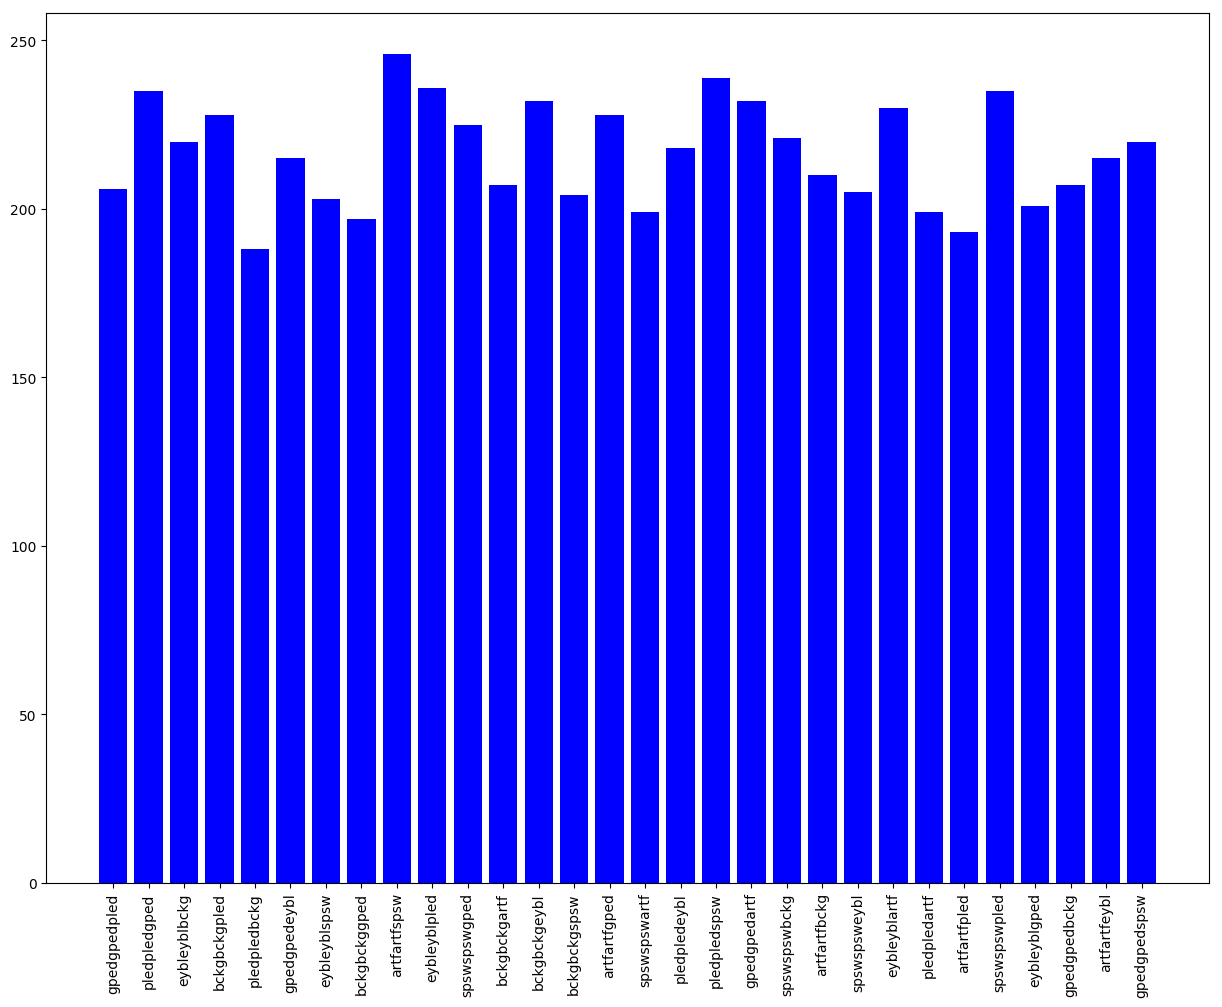 250
200
150
100
50
0
gpedgpedpled
pledpledgped
eybleyblbckg
bckgbckgpled
pledpledbckg
gpedgpedeybl
eybleyblspsw
bckgbckggped
artfartfspsw
eybleyblpled
spswspswgped
bckgbckgartf
bckgbckgeybl
bckgbckgspsw
artfartfgped
spswspswartf
pledpledeybl
pledpledspsw
gpedgpedartf
spswspswbckg
artfartfbckg
spswspsweybl
eybleyblartf
pledpledartf
artfartfpled
spswspswpled
eybleyblgped
gpedgpedbckg
artfartfeybl
gpedgpedspsw